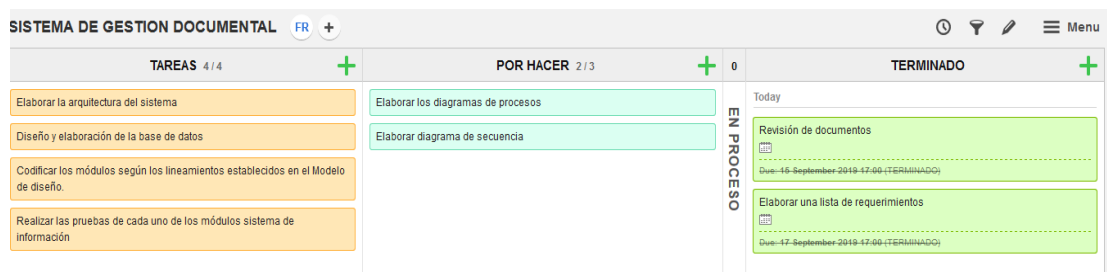 SISTEMA DE GESTION DOCUMENTAL FR +
Menu
TAREAS 4/4
Elaborar la arquitectura del sistema
Diseño y elaboración de la base de datos
Codificar los módulos según los lineamientos establecidos en el Modelo
de diseño.
Realizar las pruebas de cada uno de los módulos sistema de
información
POR HACER 2/3
Elaborar los diagramas de procesos
Elaborar diagrama de secuencia
0
EN PROCESO
TERMINADO
Today
Revisión de documentos
Due: 15 September 2019 17:00 (TERMINADO)
Elaborar una lista de requerimientos
Due: 17 September 2019 17:00 (TERMINADO)